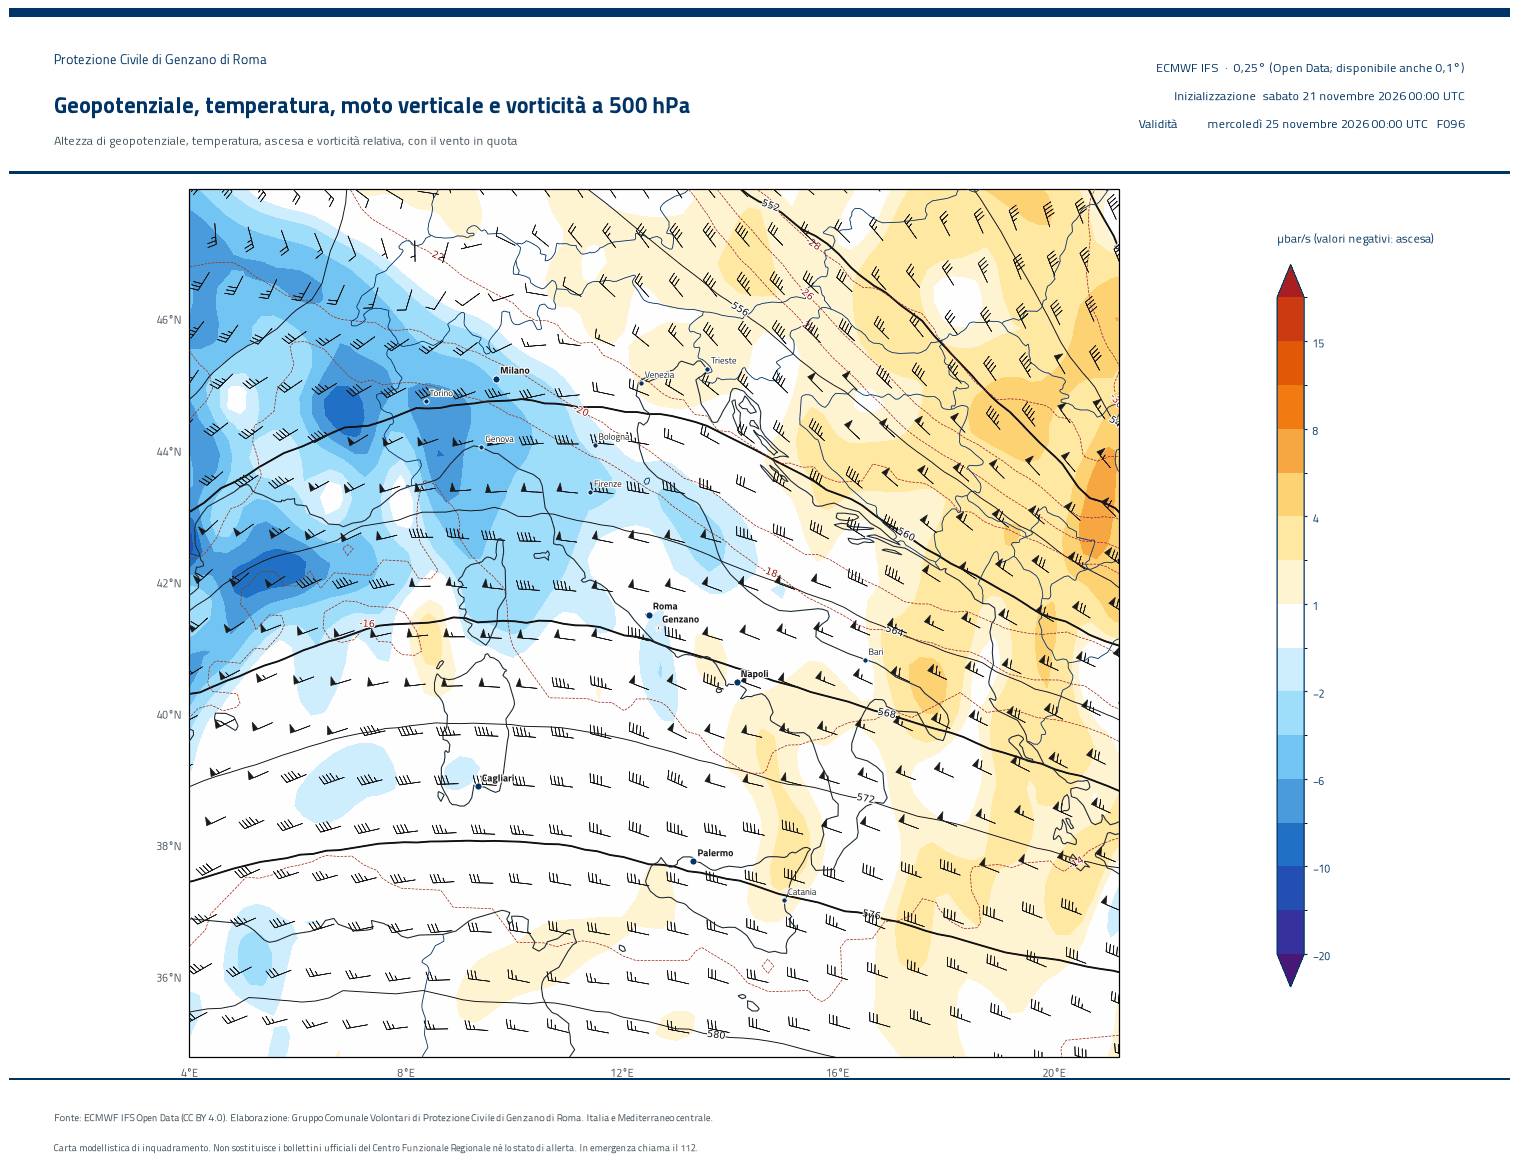 Protezione Civile di Genzano di Roma
Geopotenziale, temperatura, moto verticale e vorticità a 500 hPa
Altezza di geopotenziale, temperatura, ascesa e vorticità relativa, con il vento in quota
ECMWF IFS · 0,25° (Open Data; disponibile anche 0,1°)
Inizializzazione sabato 21 novembre 2026 00:00 UTC
Validità mercoledì 25 novembre 2026 00:00 UTC F096
µbar/s (valori negativi: ascesa)
15
8
4
1
−2
−6
−10
−20
46°N
44°N
42°N
40°N
38°N
36°N
4°E
8°E
12°E
16°E
20°E
552
-28
-22
-26
556
Trieste
Milano
Venezia
Torino
-20
Genova
Bologna
Firenze
560
-18
Roma
Genzano
-16
564
Bari
Napoli
568
Cagliari
572
Palermo
Catania
576
580
Fonte: ECMWF IFS Open Data (CC BY 4.0). Elaborazione: Gruppo Comunale Volontari di Protezione Civile di Genzano di Roma. Italia e Mediterraneo centrale.
Carta modellistica di inquadramento. Non sostituisce i bollettini ufficiali del Centro Funzionale Regionale né lo stato di allerta. In emergenza chiama il 112.